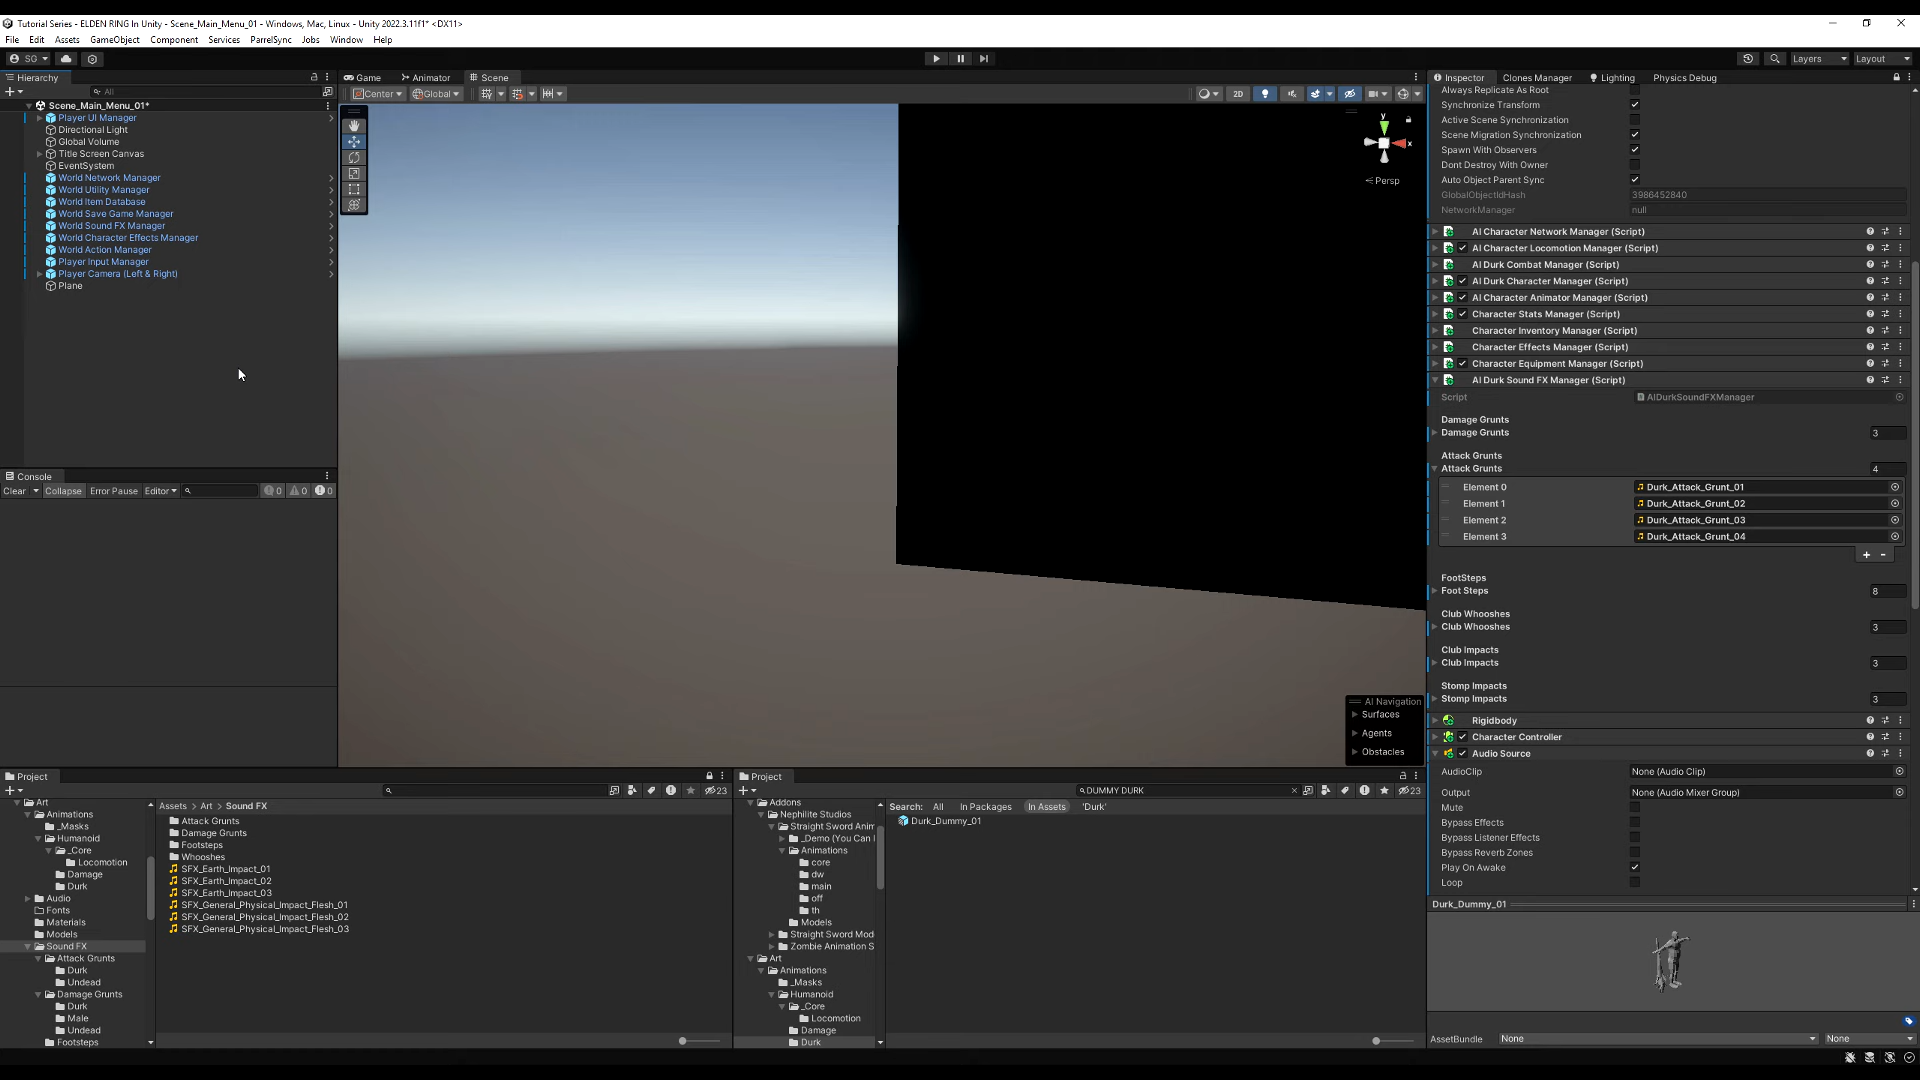 Tutorial Series - ELDEN RING In Unity - Scene_Main_Menu_01 - Windows, Mac, Linux - Unity 2022.3.11f1* <DX11>
File Edit Assets GameObject Component Services ParrelSync Jobs Window Help
SG Layers Layout
Hierarchy
All
Scene_Main_Menu_01*
Player UI Manager
Directional Light
Global Volume
Title Screen Canvas
EventSystem
World Network Manager
World Utility Manager
World Item Database
World Save Game Manager
World Sound FX Manager
World Character Effects Manager
World Action Manager
Player Input Manager
Player Camera (Left & Right)
Plane
Console
Clear Collapse Error Pause Editor 0 0 0
Game Animator Scene
Center Global 2D
y
x
Persp
AI Navigation
Surfaces
Agents
Obstacles
Inspector Clones Manager Lighting Physics Debug
Always Replicate As Root
Synchronize Transform
Active Scene Synchronization
Scene Migration Synchronization
Spawn With Observers
Dont Destroy With Owner
Auto Object Parent Sync
GlobalObjectIdHash 3986452840
NetworkManager null
AI Character Network Manager (Script)
AI Character Locomotion Manager (Script)
AI Durk Combat Manager (Script)
AI Durk Character Manager (Script)
AI Character Animator Manager (Script)
Character Stats Manager (Script)
Character Inventory Manager (Script)
Character Effects Manager (Script)
Character Equipment Manager (Script)
AI Durk Sound FX Manager (Script)
Script AIDurkSoundFXManager
Damage Grunts
Damage Grunts 3
Attack Grunts
Attack Grunts 4
Element 0 Durk_Attack_Grunt_01
Element 1 Durk_Attack_Grunt_02
Element 2 Durk_Attack_Grunt_03
Element 3 Durk_Attack_Grunt_04
+ -
FootSteps
Foot Steps 8
Club Whooshes
Club Whooshes 3
Club Impacts
Club Impacts 3
Stomp Impacts
Stomp Impacts 3
Rigidbody
Character Controller
Audio Source
AudioClip None (Audio Clip)
Output None (Audio Mixer Group)
Mute
Bypass Effects
Bypass Listener Effects
Bypass Reverb Zones
Play On Awake
Loop
Durk_Dummy_01
AssetBundle None None
Project
23
Art
Animations
_Masks
Humanoid
_Core
Locomotion
Damage
Durk
Audio
Fonts
Materials
Models
Sound FX
Attack Grunts
Durk
Undead
Damage Grunts
Durk
Male
Undead
Footsteps
Assets > Art > Sound FX
Attack Grunts
Damage Grunts
Footsteps
Whooshes
SFX_Earth_Impact_01
SFX_Earth_Impact_02
SFX_Earth_Impact_03
SFX_General_Physical_Impact_Flesh_01
SFX_General_Physical_Impact_Flesh_02
SFX_General_Physical_Impact_Flesh_03
Project
DUMMY DURK 23
Addons
Nephilite Studios
Straight Sword Anim
_Demo (You Can I
Animations
core
dw
main
off
th
Models
Straight Sword Mod
Zombie Animation S
Art
Animations
_Masks
Humanoid
_Core
Locomotion
Damage
Durk
Search: All In Packages In Assets 'Durk'
Durk_Dummy_01